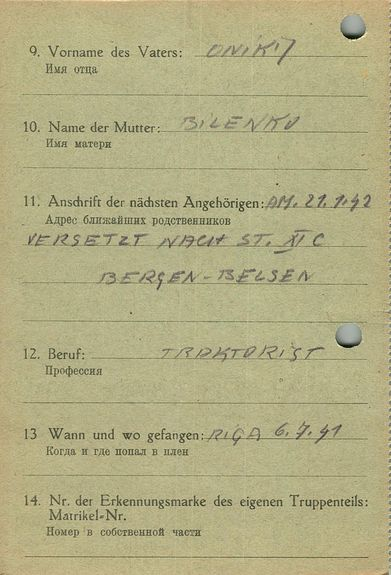 9. Vorname des Vaters: ONIKIJ
Имя отца
10. Name der Mutter: BILENKO
Имя матери
11. Anschrift der nächsten Angehörigen: AM. 21.1.42
Адрес ближайших родственников
VERSETZT NACH ST. XI C
BERGEN-BELSEN
12. Beruf: TRAKTORIST
Профессия
13 Wann und wo gefangen: RIGA 6.7.41
Когда и где попал в плен
14. Nr. der Erkennungsmarke des eigenen Truppenteils:
Matrikel-Nr.
Номер в собственной части